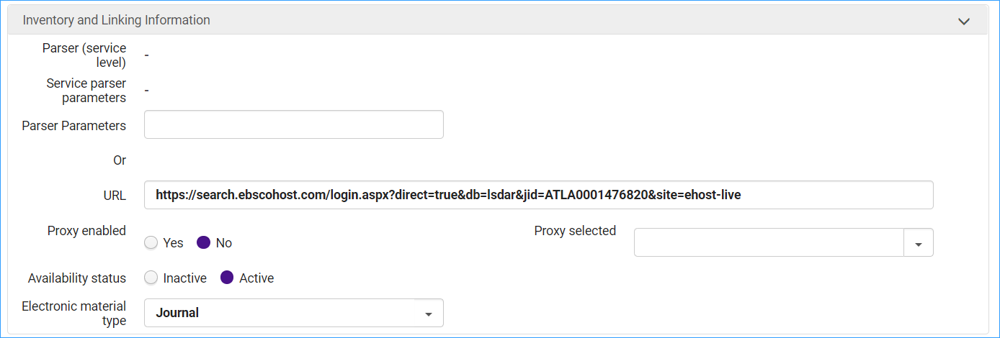 Inventory and Linking Information
Parser (service
level)
-
Service parser
parameters
-
Parser Parameters
Or
URL
https://search.ebscohost.com/login.aspx?direct=true&db=lsdar&jid=ATLA0001476820&site=ehost-live
Proxy enabled
Yes No
Proxy selected
Availability status
Inactive Active
Electronic material
type
Journal